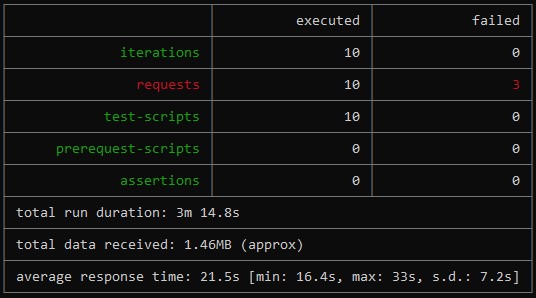 executed failed
iterations 10 0
requests 10 3
test-scripts 10 0
prerequest-scripts 0 0
assertions 0 0
total run duration: 3m 14.8s
total data received: 1.46MB (approx)
average response time: 21.5s [min: 16.4s, max: 33s, s.d.: 7.2s]